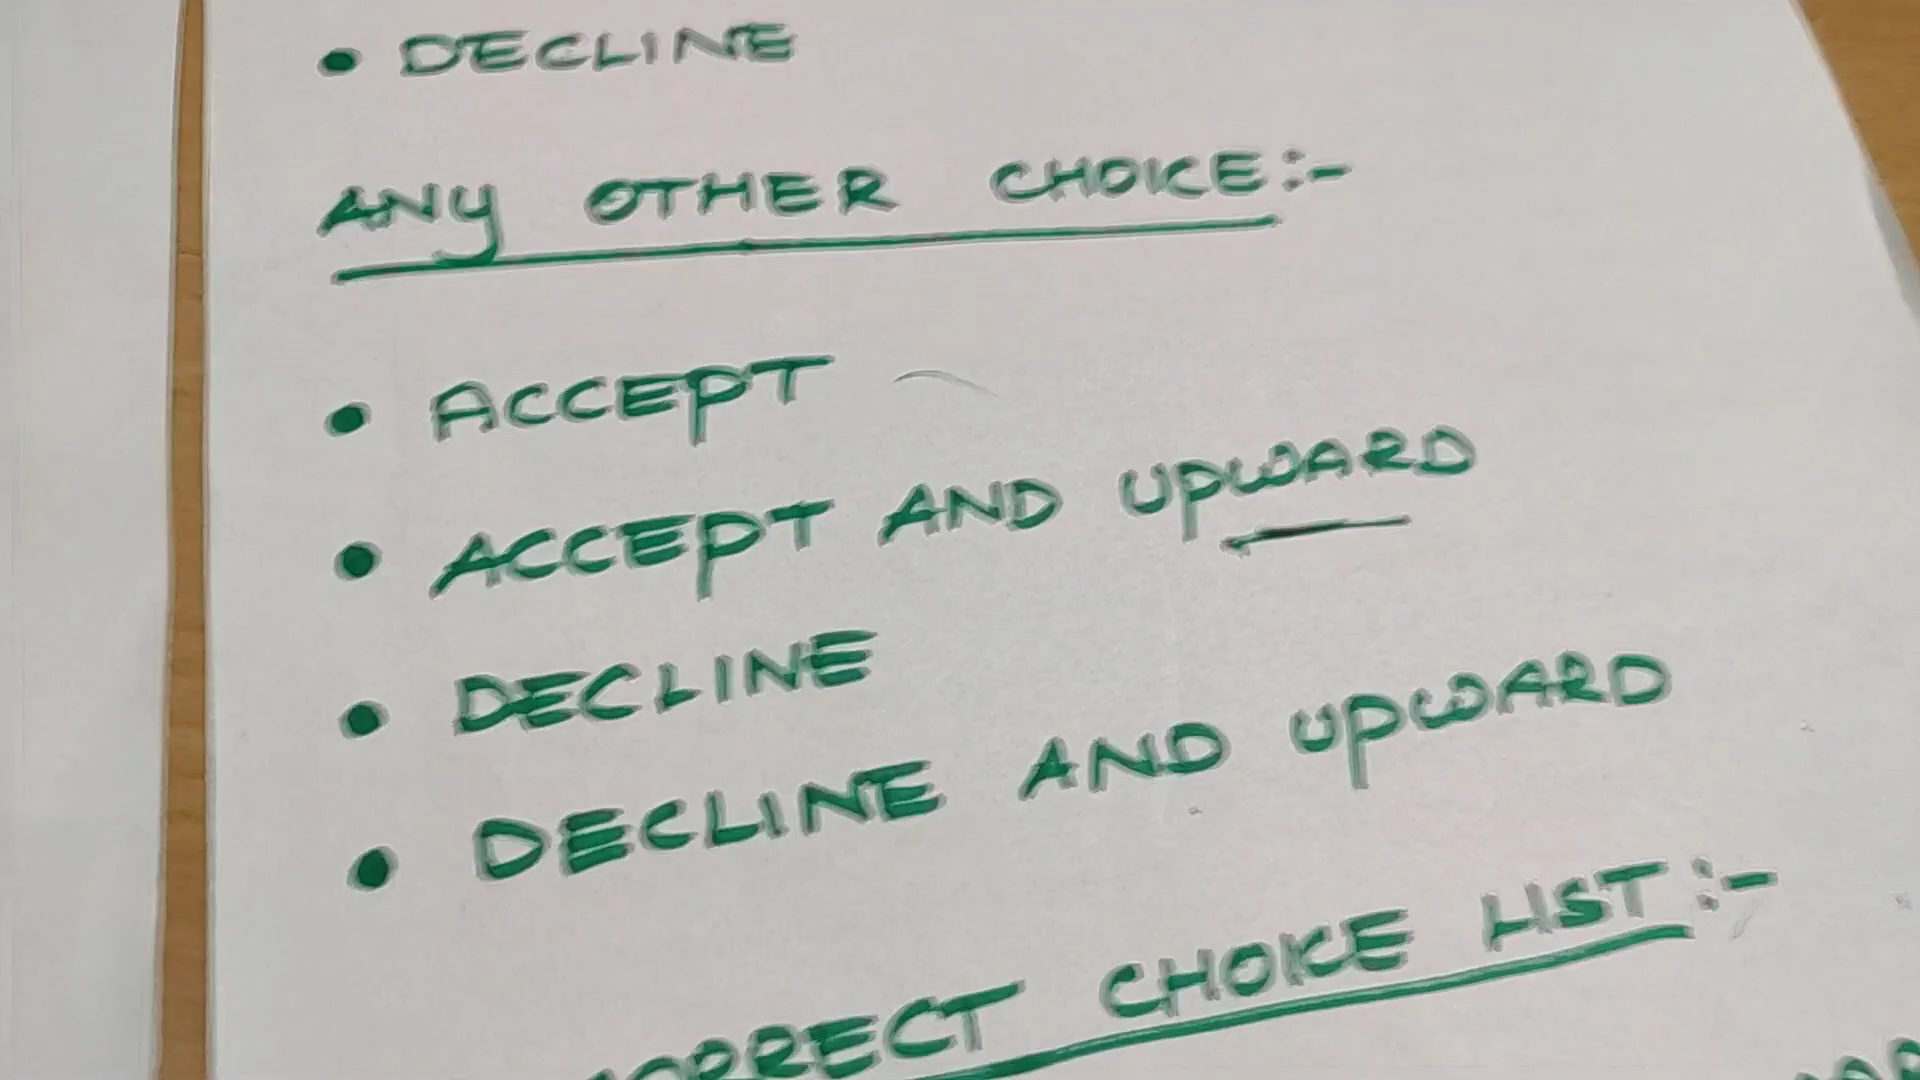 • DECLINE
ANY OTHER CHOICE:-
• ACCEPT
• ACCEPT AND UPWARD
• DECLINE
• DECLINE AND UPWARD
CHOICE LIST:-